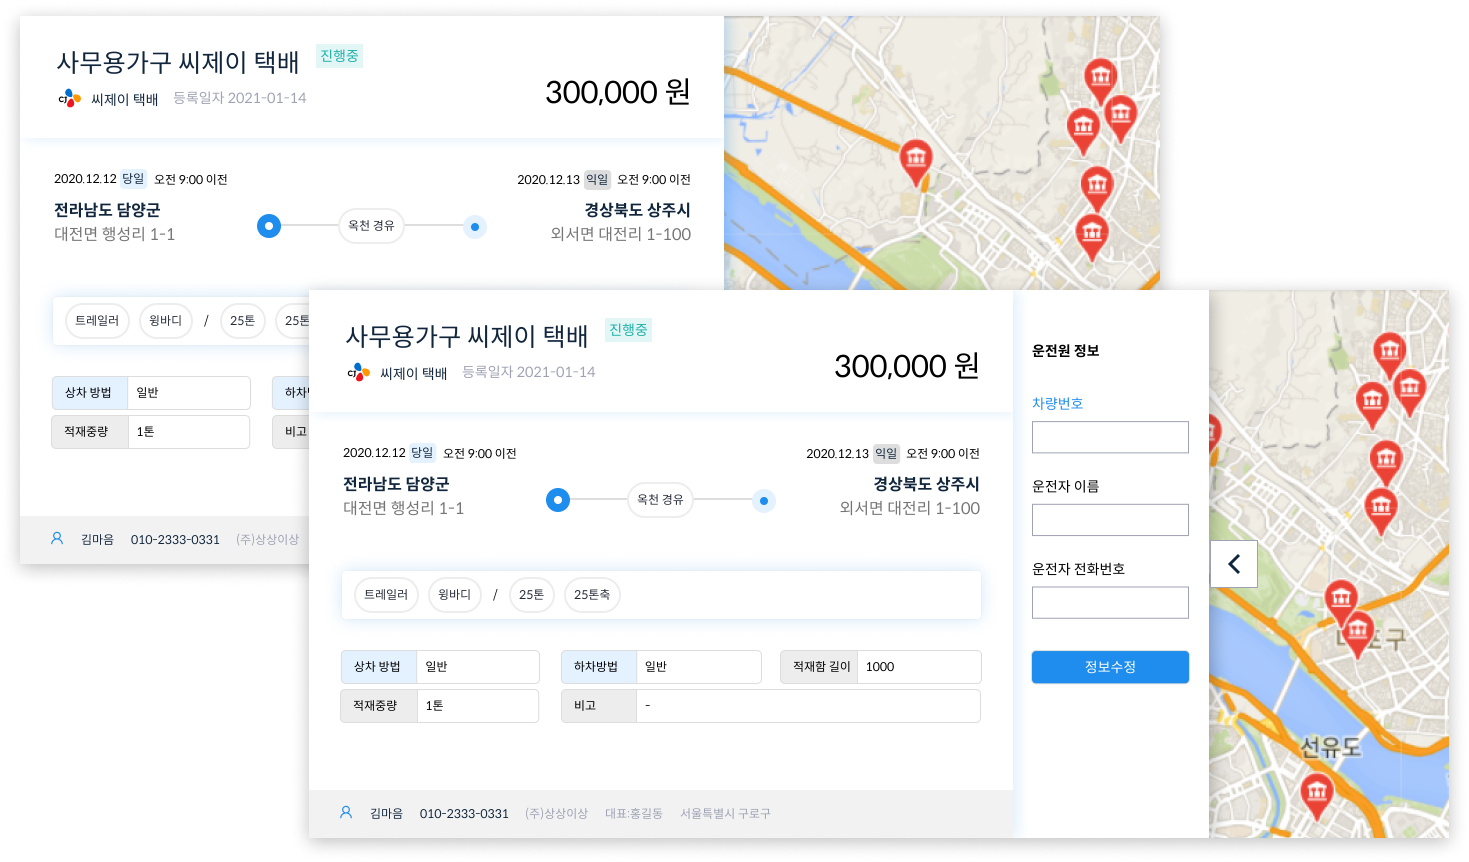 사무용가구 씨제이 택배 진행중
CJ 씨제이 택배 등록일자 2021-01-14
300,000 원
2020.12.12 당일 오전 9:00 이전
2020.12.13 익일 오전 9:00 이전
전라남도 담양군
옥천 경유
경상북도 상주시
대전면 행성리 1-1
외서면 대전리 1-100
트레일러 윙바디 / 25톤 25톤
상차 방법 일반
적재중량 1톤
비고
김마음 010-2333-0331 (주)상상이상
사무용가구 씨제이 택배 진행중
CJ 씨제이 택배 등록일자 2021-01-14
300,000 원
2020.12.12 당일 오전 9:00 이전
2020.12.13 익일 오전 9:00 이전
전라남도 담양군
옥천 경유
경상북도 상주시
대전면 행성리 1-1
외서면 대전리 1-100
트레일러 윙바디 / 25톤 25톤축
상차 방법 일반 하차방법 일반 적재함 길이 1000
적재중량 1톤 비고 -
김마음 010-2333-0331 (주)상상이상 대표:홍길동 서울특별시 구로구
운전원 정보
차량번호
운전자 이름
운전자 전화번호
정보수정
구
선유도